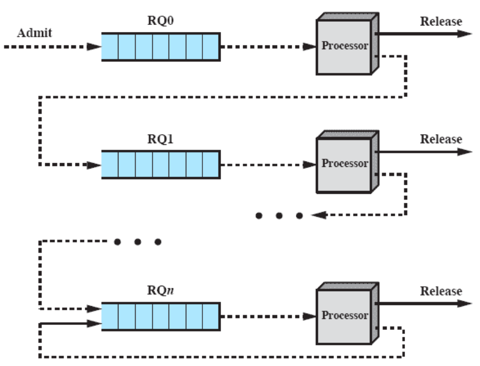 RQ0
Release
Admit
Processor
RQ1
Release
Processor
RQn
Release
Processor